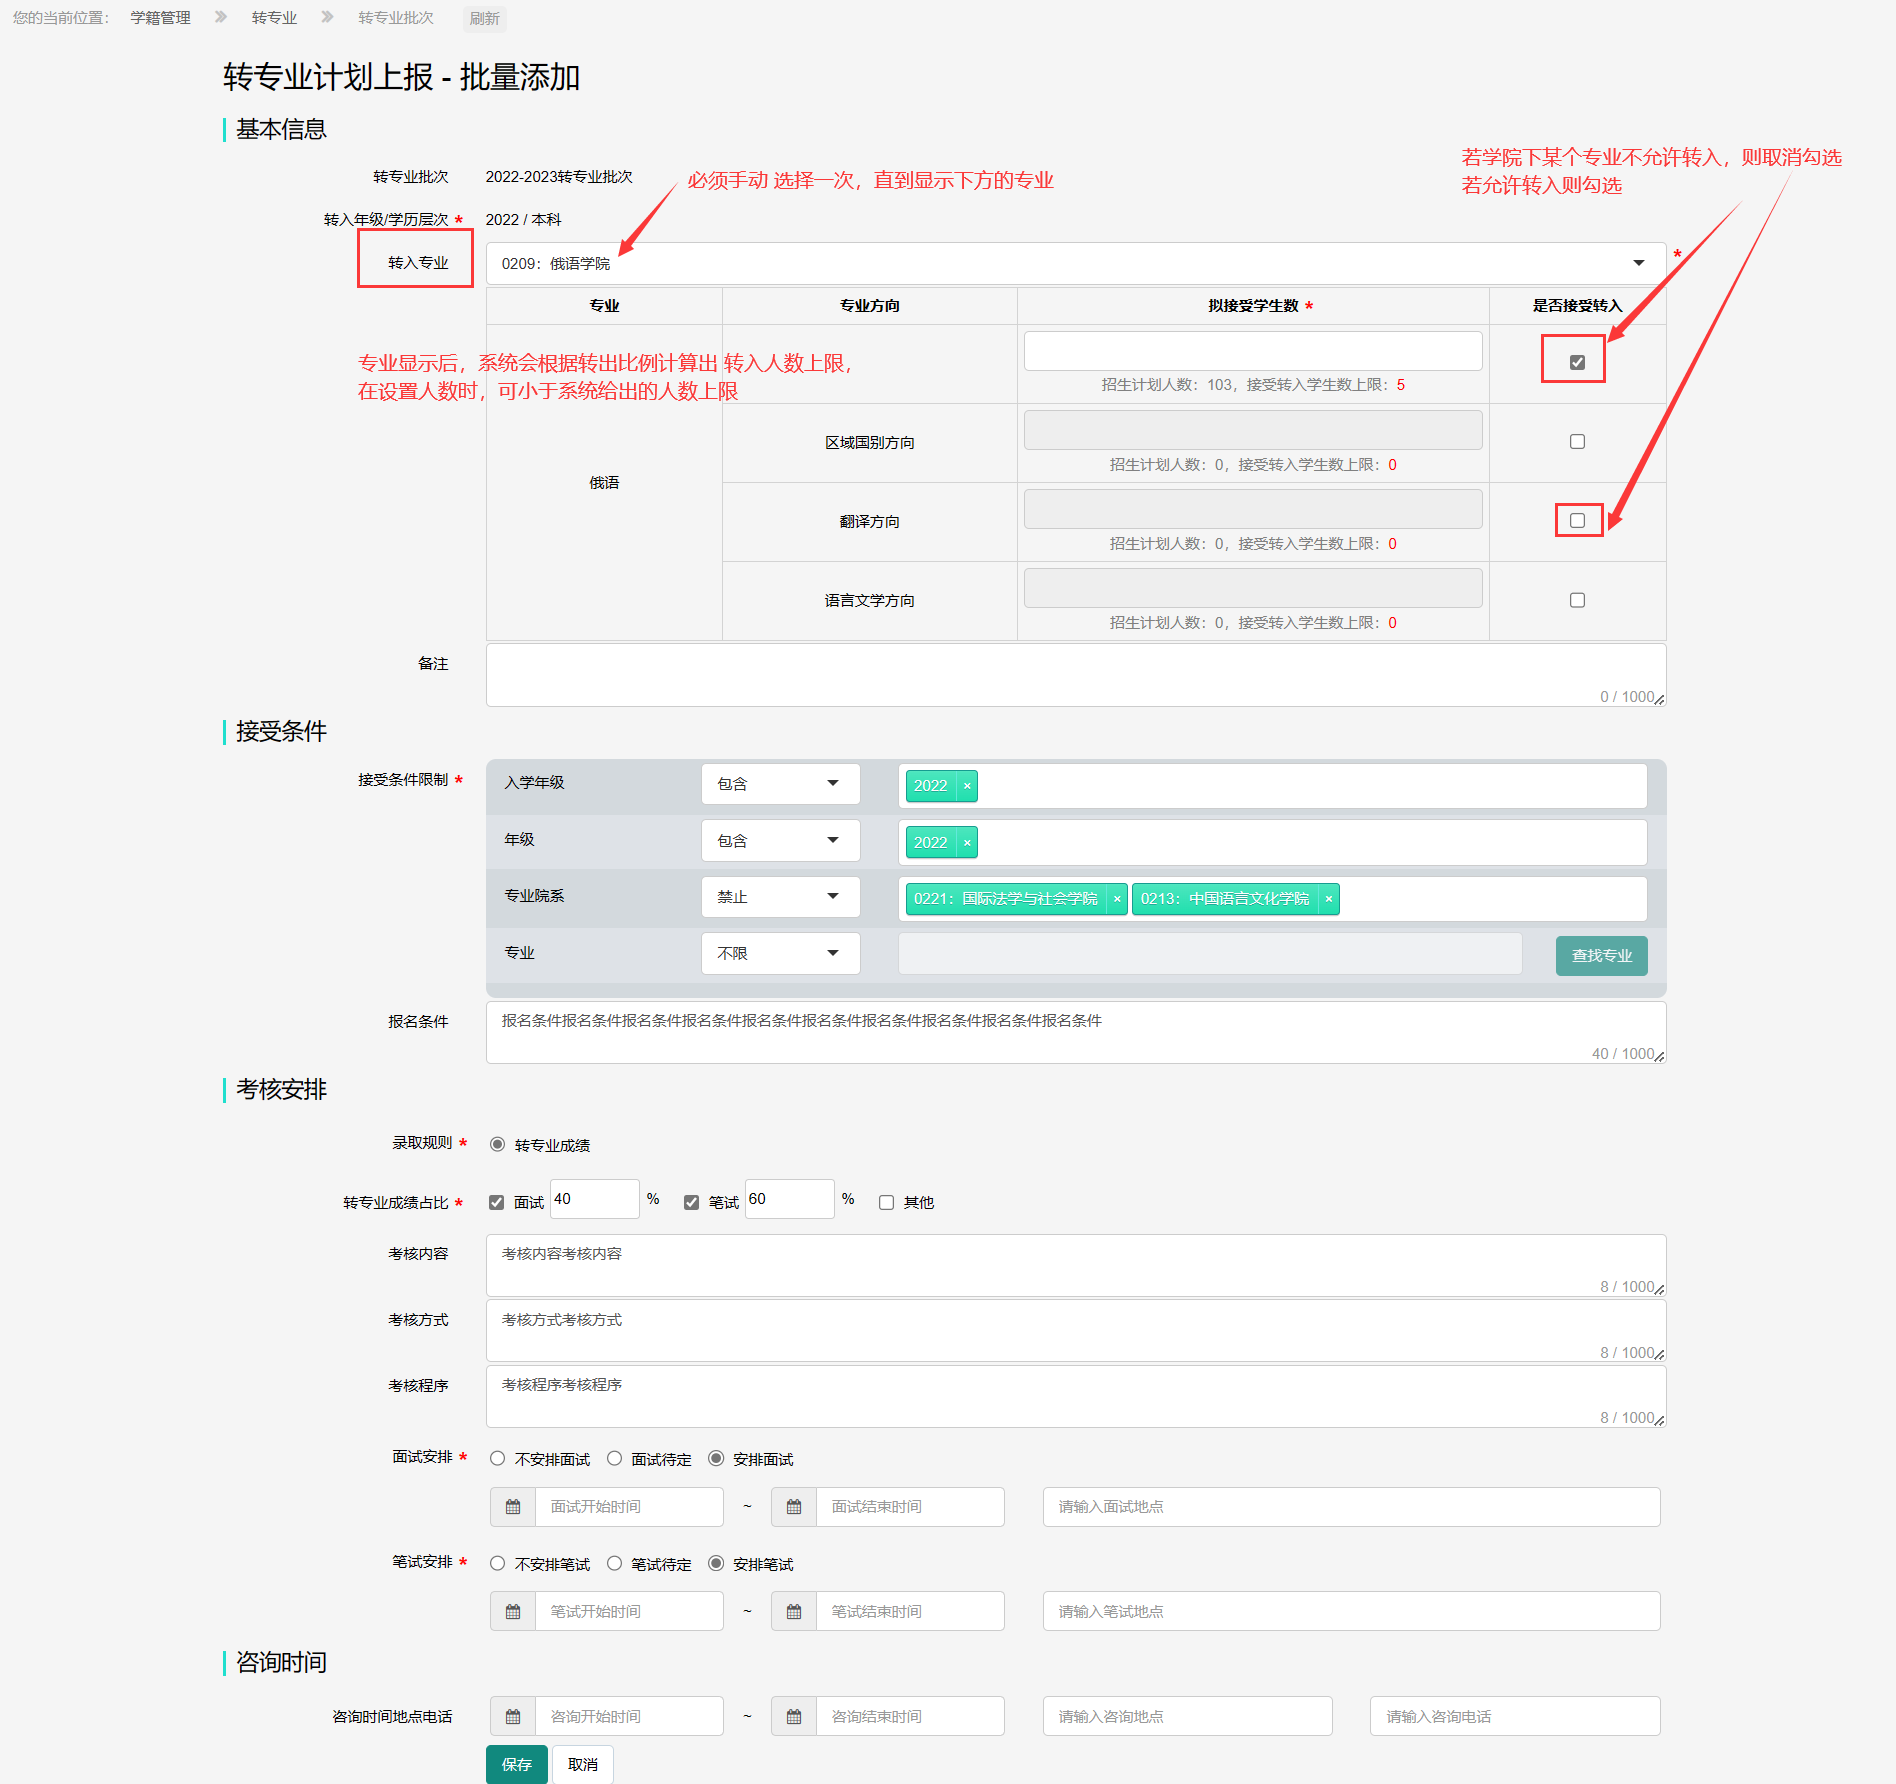 您的当前位置： 学籍管理 » 转专业 » 转专业批次 刷新
转专业计划上报 - 批量添加
基本信息
若学院下某个专业不允许转入，则取消勾选
若允许转入则勾选
转专业批次 2022-2023转专业批次
必须手动 选择一次，直到显示下方的专业
转入年级/学历层次 * 2022 / 本科
转入专业 0209：俄语学院 *
专业 专业方向 拟接受学生数 * 是否接受转入
专业显示后，系统会根据转出比例计算出 转入人数上限，
在设置人数时，可小于系统给出的人数上限
招生计划人数：103，接受转入学生数上限：5
俄语
区域国别方向
招生计划人数：0，接受转入学生数上限：0
翻译方向
招生计划人数：0，接受转入学生数上限：0
语言文学方向
招生计划人数：0，接受转入学生数上限：0
备注
0 / 1000
接受条件
接受条件限制 * 入学年级 包含 2022 ×
年级 包含 2022 ×
专业院系 禁止 0221：国际法学与社会学院 × 0213：中国语言文化学院 ×
专业 不限 查找专业
报名条件 报名条件报名条件报名条件报名条件报名条件报名条件报名条件报名条件报名条件报名条件
40 / 1000
考核安排
录取规则 * 转专业成绩
转专业成绩占比 * 面试 40 % 笔试 60 % 其他
考核内容 考核内容考核内容
8 / 1000
考核方式 考核方式考核方式
8 / 1000
考核程序 考核程序考核程序
8 / 1000
面试安排 * 不安排面试 面试待定 安排面试
面试开始时间 ~ 面试结束时间 请输入面试地点
笔试安排 * 不安排笔试 笔试待定 安排笔试
笔试开始时间 ~ 笔试结束时间 请输入笔试地点
咨询时间
咨询时间地点电话 咨询开始时间 ~ 咨询结束时间 请输入咨询地点 请输入咨询电话
保存 取消